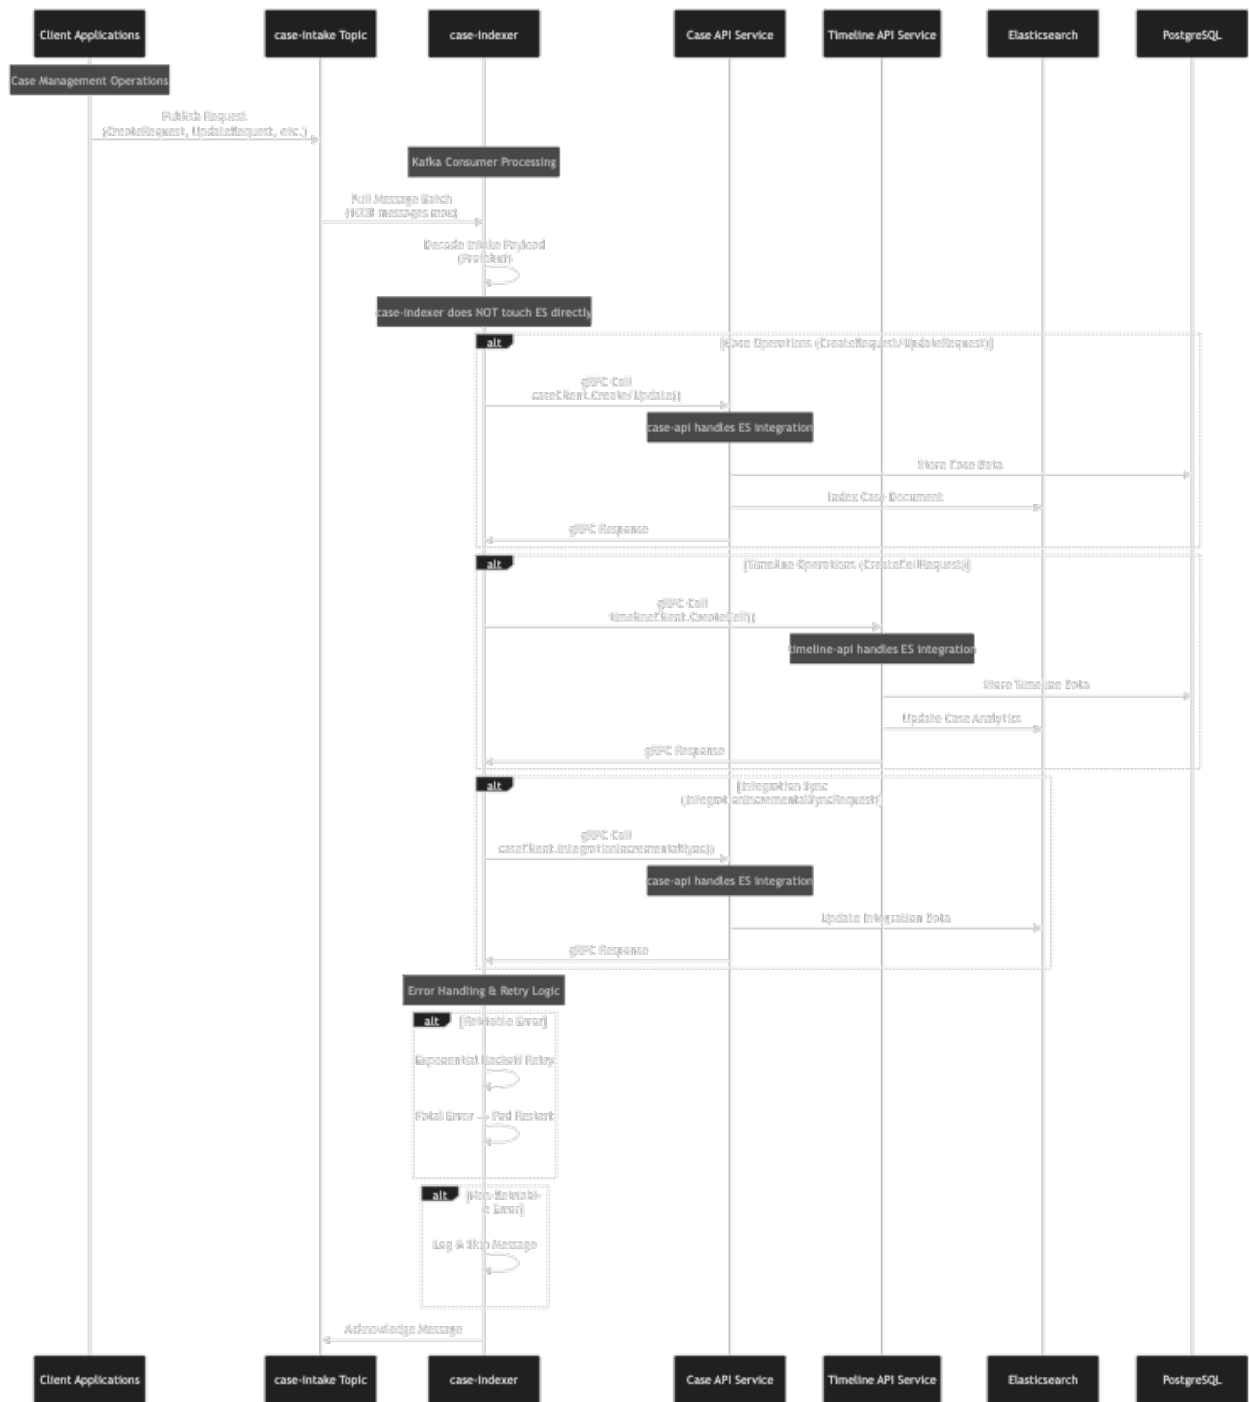 Client Applications
case-intake Topic
case-indexer
Case API Service
Timeline API Service
Elasticsearch
PostgreSQL
Case Management Operations
Publish Request
(CreateRequest, UpdateRequest, etc.)
Kafka Consumer Processing
Pull Message Batch
messages max)
Decode Intake Payload
(Protobuf)
case-indexer does NOT touch ES directly
alt
[Case Operations (CreateRequest/UpdateRequest)]
gRPC Call
caseClient.Create/Update()
case-api handles ES integration
Store Case Data
Index Case Document
gRPC Response
alt
[Timeline Operations (CreateCellRequest)]
gRPC Call
timelineClient.CreateCell()
timeline-api handles ES integration
Store Timeline Data
Update Case Analytics
gRPC Response
alt
[Integration Sync
(IntegrationIncrementalSyncRequest)]
gRPC Call
caseClient.IntegrationIncrementalSync()
case-api handles ES integration
Update Integration Data
gRPC Response
Error Handling & Retry Logic
alt
[Retriable Error]
Exponential Backoff Retry
Fatal Error -> Pod Restart
alt
[Non-Retriabl-
e Error]
Log & Skip Message
Acknowledge Message
Client Applications
case-intake Topic
case-indexer
Case API Service
Timeline API Service
Elasticsearch
PostgreSQL